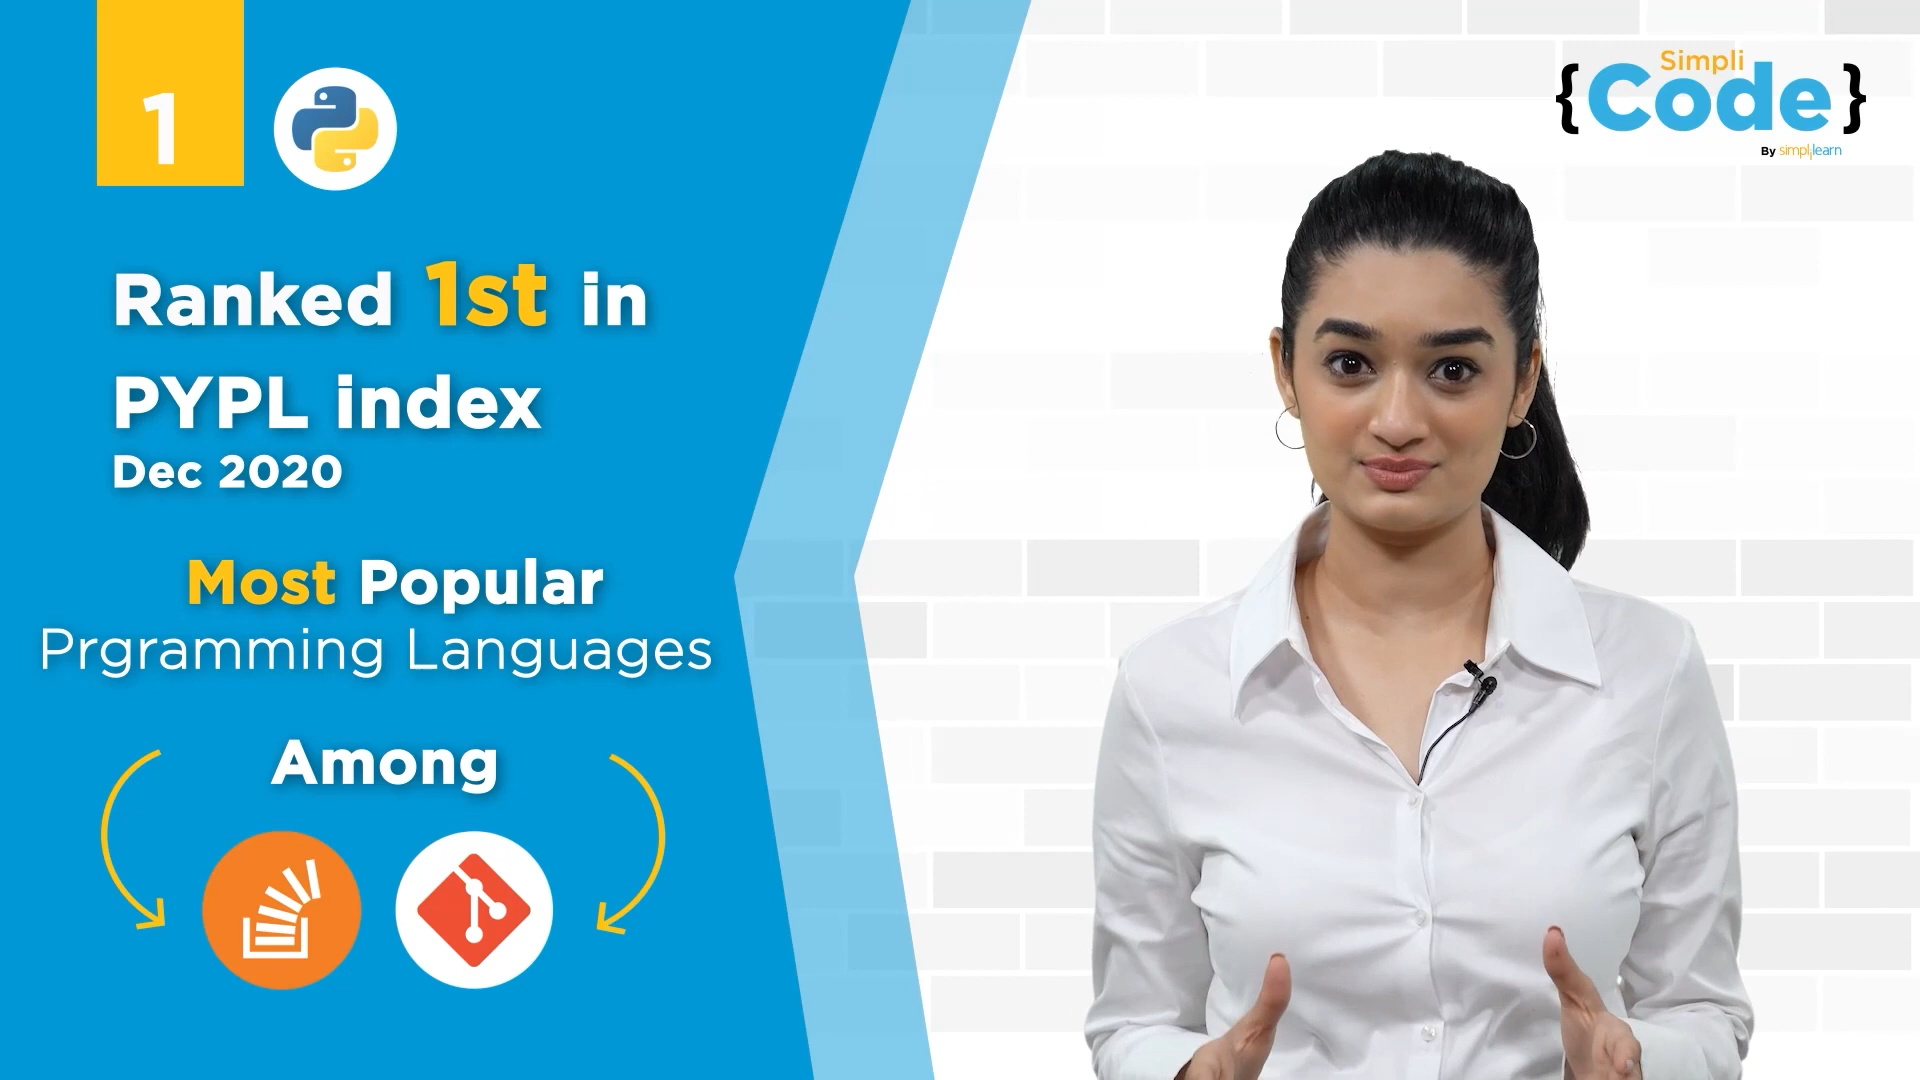 1
Ranked 1st in
PYPL index
Dec 2020
Most Popular
Prgramming Languages
Among
Simpli
{Code}
By simplilearn